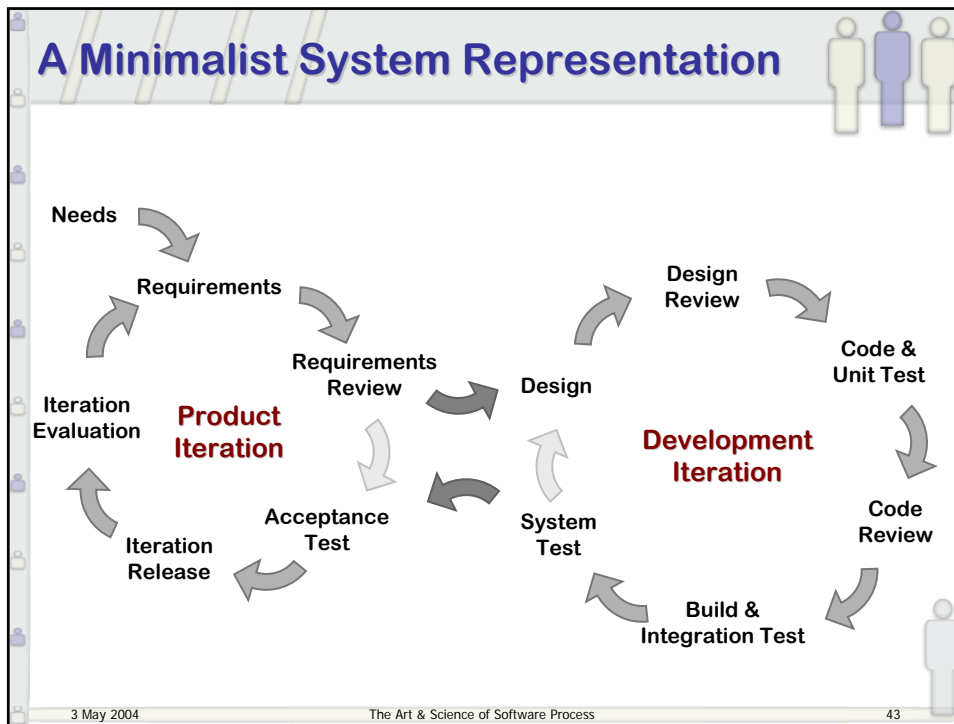 A Minimalist System Representation
Needs
Requirements
Requirements
Review
Iteration
Evaluation
Product
Iteration
Acceptance
Test
Iteration
Release
Design
Design
Review
Code &
Unit Test
Development
Iteration
Code
Review
System
Test
Build &
Integration Test
3 May 2004
The Art & Science of Software Process
43